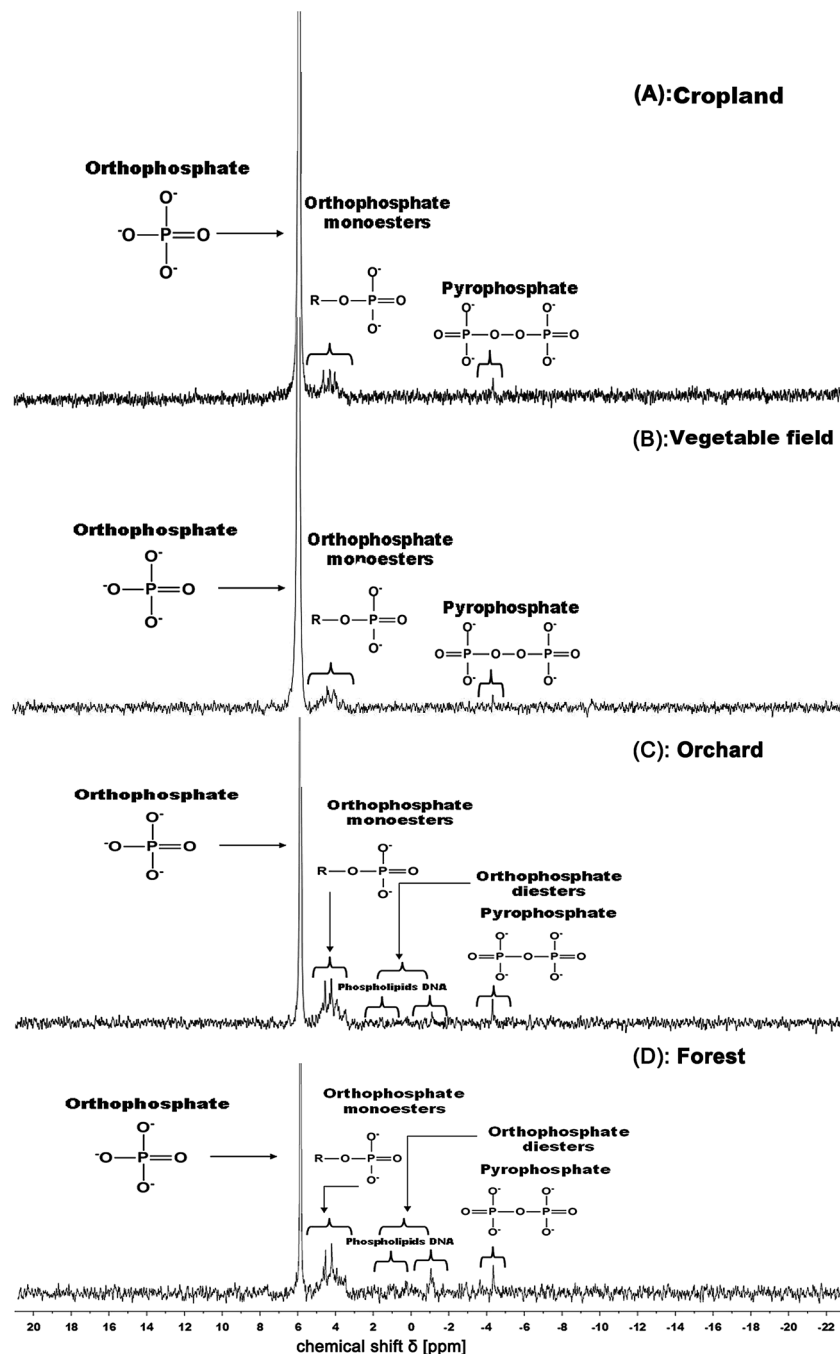 (A):Cropland
Orthophosphate
O-
-O—P=O
O-
Orthophosphate
monoesters
O-
R—O—P=O
O-
Pyrophosphate
O- O-
O=P—O—O—P=O
O- O-
(B):Vegetable field
Orthophosphate
O-
-O—P=O
O-
Orthophosphate
monoesters
O-
R—O—P=O
O-
Pyrophosphate
O- O-
O=P—O—O—P=O
O- O-
(C): Orchard
Orthophosphate
O-
-O—P=O
O-
Orthophosphate
monoesters
O-
R—O—P=O
O-
Orthophosphate
diesters
Pyrophosphate
O- O-
O=P—O—P=O
O- O-
Phospholipids DNA
(D): Forest
Orthophosphate
O-
-O—P=O
O-
Orthophosphate
monoesters
O-
R—O—P=O
O-
Orthophosphate
diesters
Pyrophosphate
O- O-
O=P—O—P=O
O- O-
Phospholipids DNA
20 18 16 14 12 10 8 6 4 2 0 -2 -4 -6 -8 -10 -12 -14 -16 -18 -20 -22
chemical shift δ [ppm]